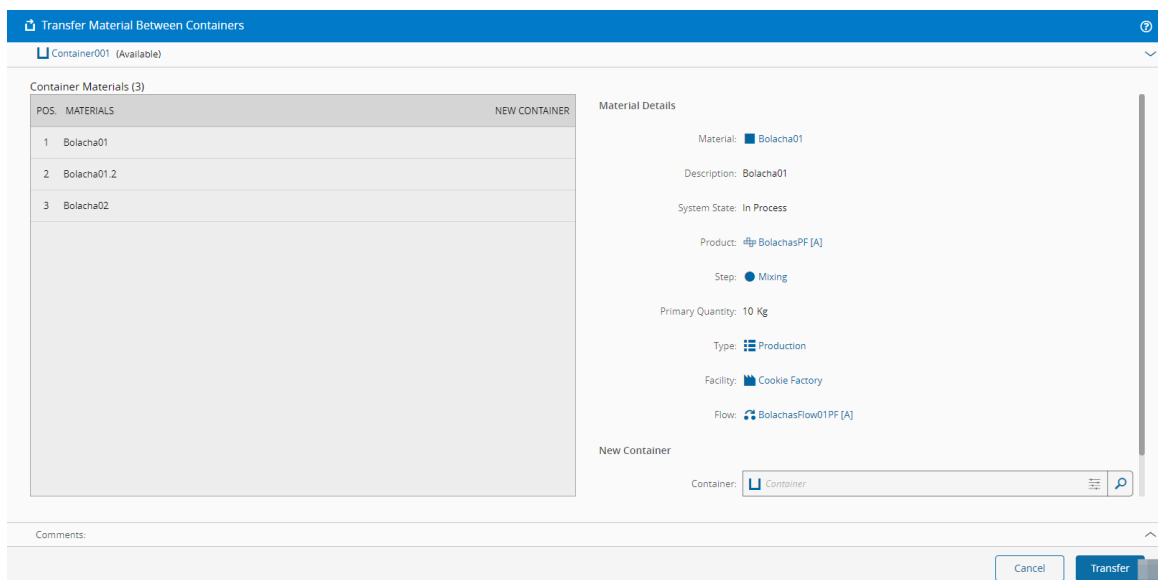 Transfer Material Between Containers
Container001 (Available)
Container Materials (3)
POS. MATERIALS NEW CONTAINER
1 Bolacha01
2 Bolacha01.2
3 Bolacha02
Material Details
Material: Bolacha01
Description: Bolacha01
System State: In Process
Product: BolachasPF [A]
Step: Mixing
Primary Quantity: 10 Kg
Type: Production
Facility: Cookie Factory
Flow: BolachasFlow01PF [A]
New Container
Container: Container
Comments:
Cancel Transfer